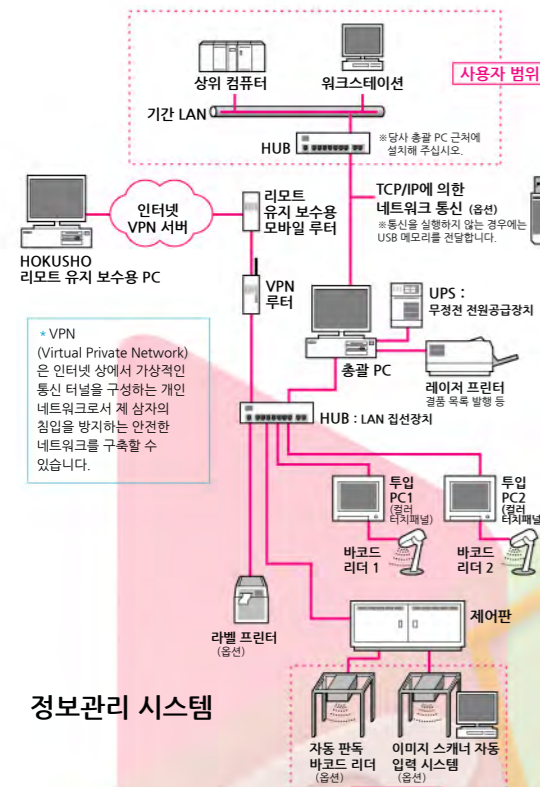 상위 컴퓨터
워크스테이션
사용자 범위
기간 LAN
HUB
※당사 총괄 PC 근처에
설치해 주십시오.
인터넷
VPN 서버
리모트
유지 보수용
모바일 루터
TCP/IP에 의한
네트워크 통신 (옵션)
※통신을 실행하지 않는 경우에는
USB 메모리를 전달합니다.
HOKUSHO
리모트 유지 보수용 PC
VPN
루터
UPS :
무정전 전원공급장치
총괄 PC
레이저 프린터
결품 목록 발행 등
* VPN
(Virtual Private Network)
은 인터넷 상에서 가상적인
통신 터널을 구성하는 개인
네트워크로서 제 삼자의
침입을 방지하는 안전한
네트워크를 구축할 수
있습니다.
HUB : LAN 집선장치
투입
PC1
(컬러
터치패널)
투입
PC2
(컬러
터치패널
바코드
리더 1
바코드
리더 2
라벨 프린터
(옵션)
제어판
정보관리 시스템
자동 판독
바코드 리더
(옵션)
이미지 스캐너 자동
입력 시스템
(옵션)